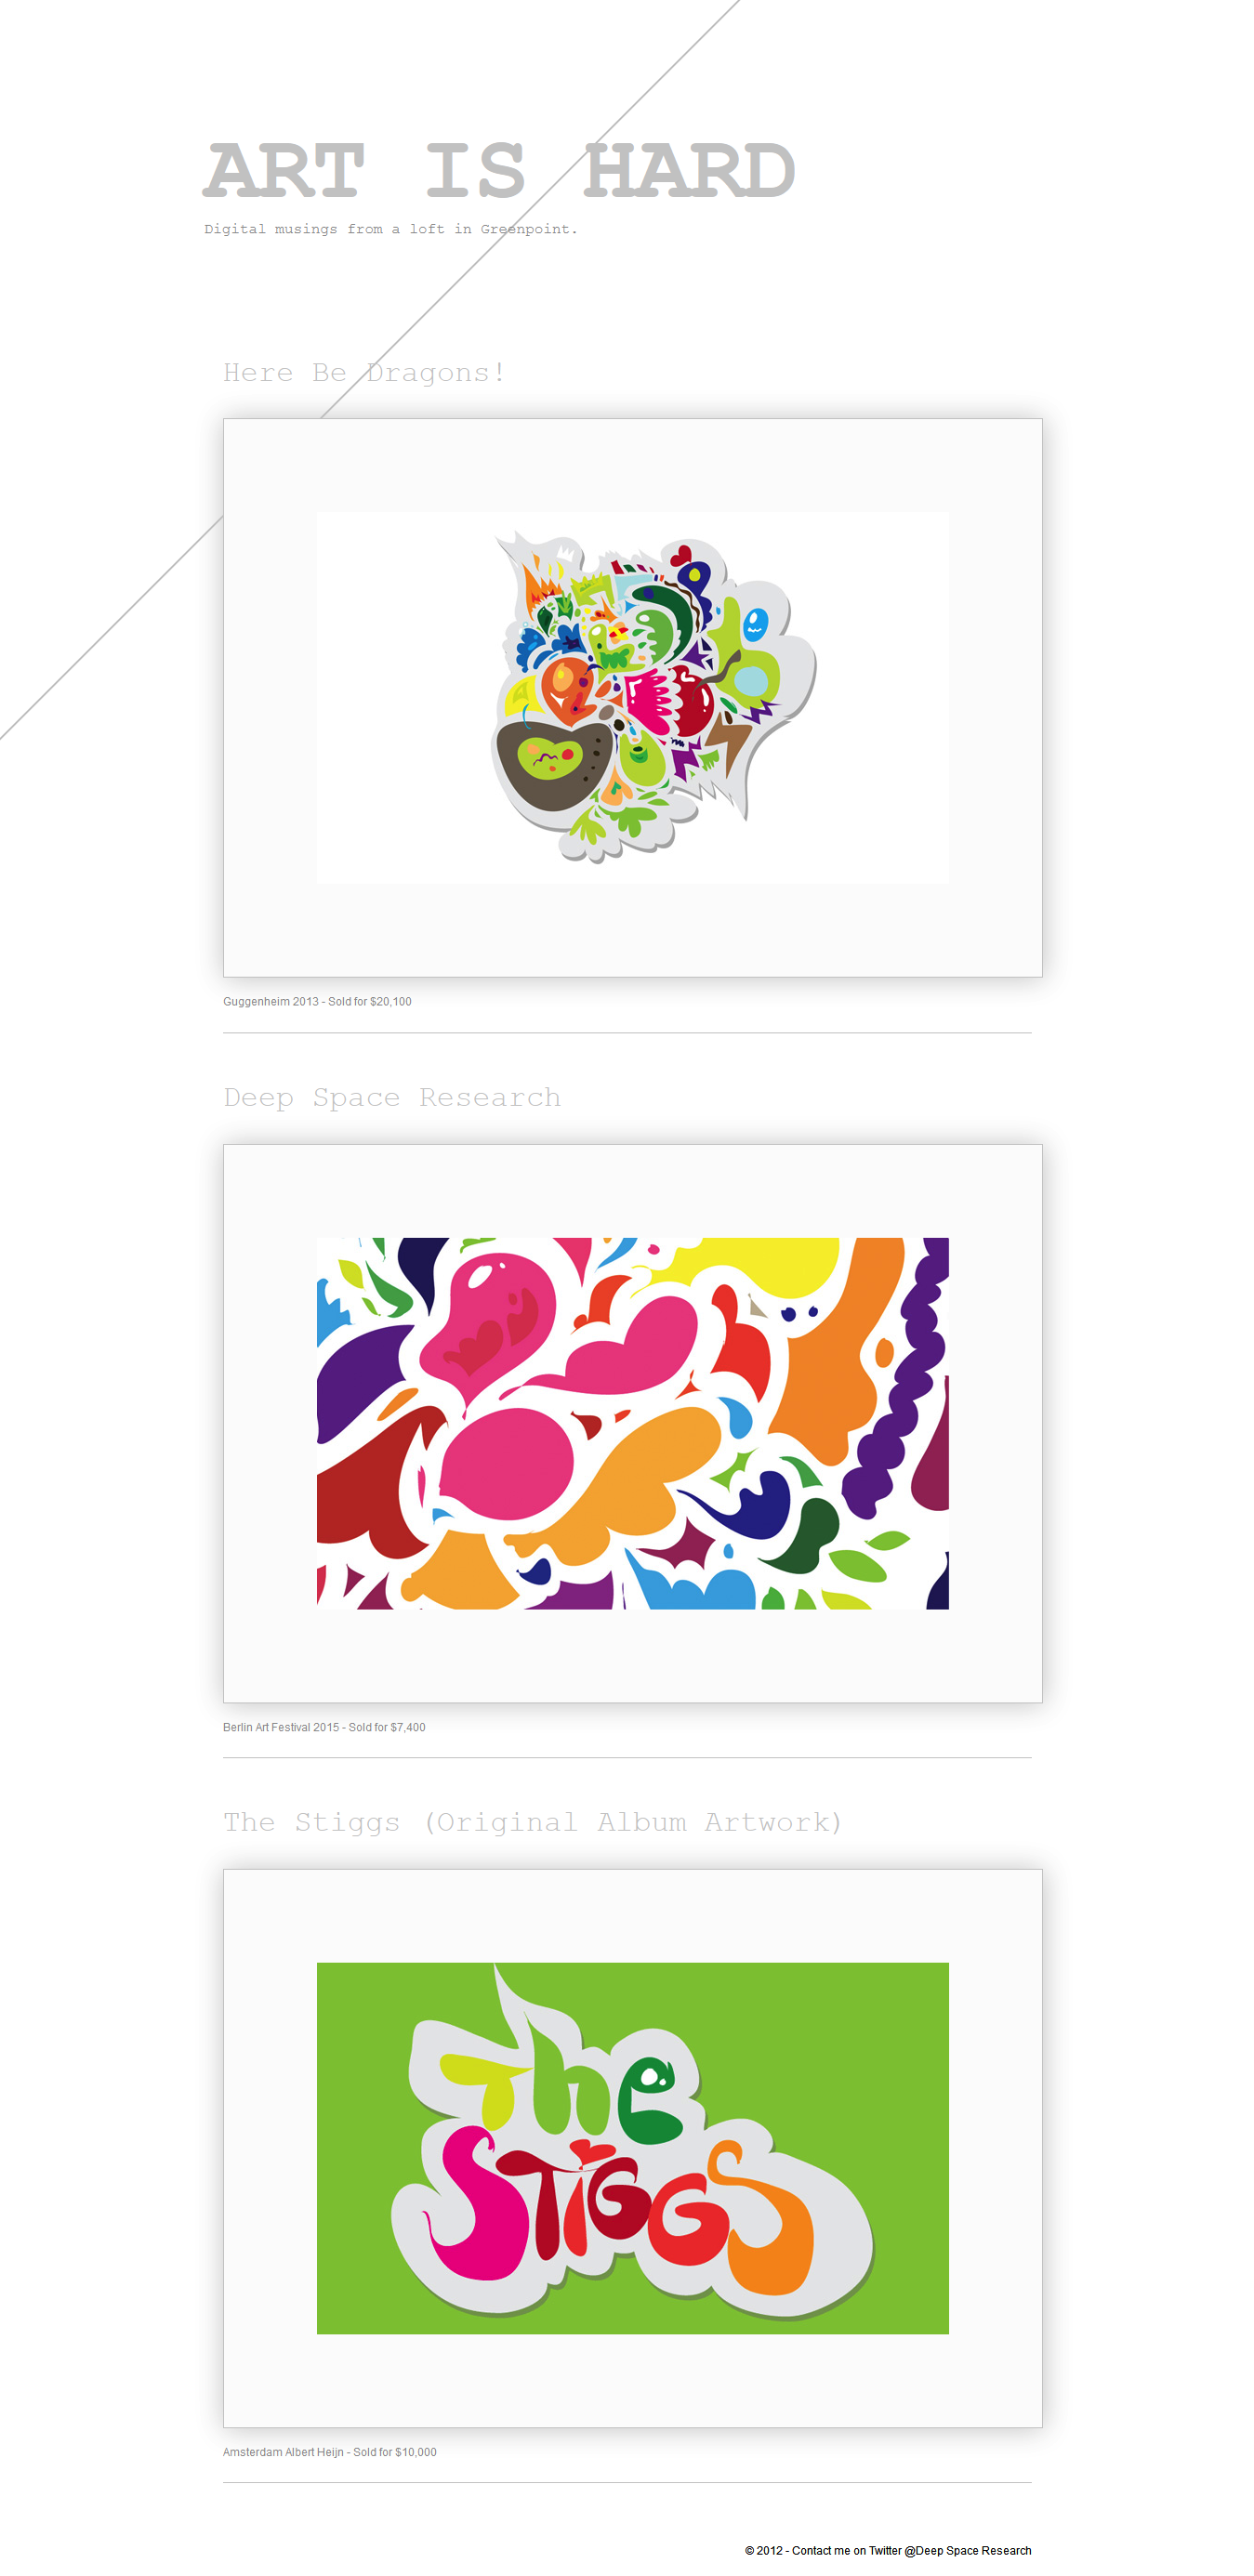 ART IS HARD
Digital musings from a loft in Greenpoint.
Here Be Dragons!
Guggenheim 2013 - Sold for $20,100
Deep Space Research
Berlin Art Festival 2015 - Sold for $7,400
The Stiggs (Original Album Artwork)
The
STiGGS
Amsterdam Albert Heijn - Sold for $10,000
© 2012 - Contact me on Twitter @Deep Space Research